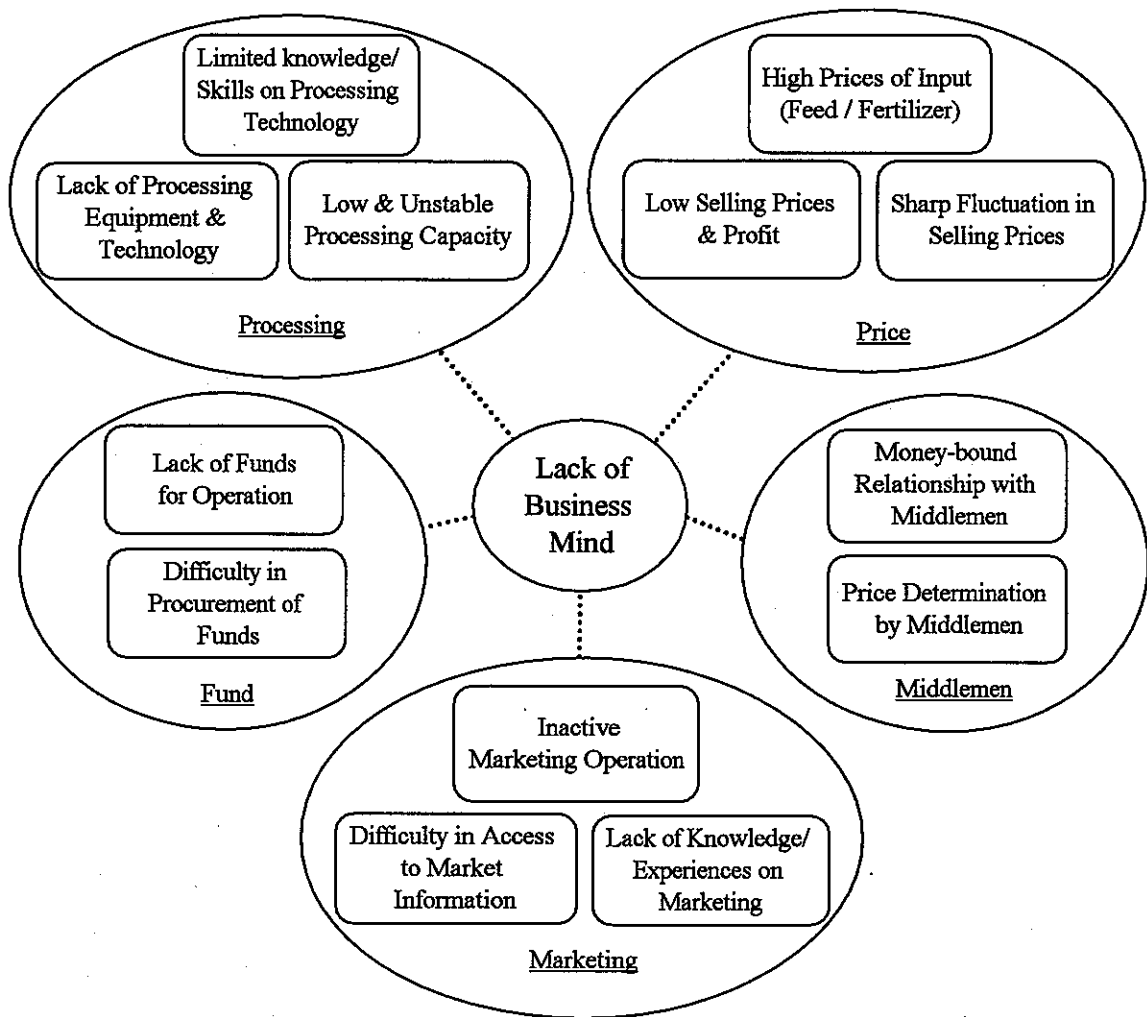 Limited knowledge/
Skills on Processing
Technology
Lack of Processing
Equipment &
Technology
Low & Unstable
Processing Capacity
Processing
High Prices of Input
(Feed / Fertilizer)
Low Selling Prices
& Profit
Sharp Fluctuation in
Selling Prices
Price
Lack of Funds
for Operation
Difficulty in
Procurement of
Funds
Fund
Lack of
Business
Mind
Money-bound
Relationship with
Middlemen
Price Determination
by Middlemen
Middlemen
Inactive
Marketing Operation
Difficulty in Access
to Market
Information
Lack of Knowledge/
Experiences on
Marketing
Marketing